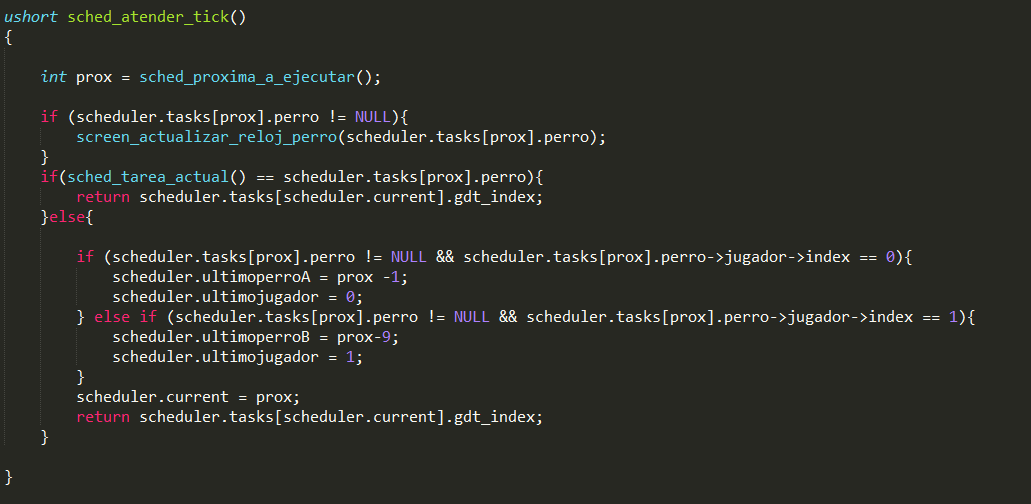 ushort sched_atender_tick()
{
int prox = sched_proxima_a_ejecutar();
if (scheduler.tasks[prox].perro != NULL){
screen_actualizar_reloj_perro(scheduler.tasks[prox].perro);
}
if(sched_tarea_actual() == scheduler.tasks[prox].perro){
return scheduler.tasks[scheduler.current].gdt_index;
}else{
if (scheduler.tasks[prox].perro != NULL && scheduler.tasks[prox].perro->jugador->index == 0){
scheduler.ultimoperroA = prox -1;
scheduler.ultimojugador = 0;
} else if (scheduler.tasks[prox].perro != NULL && scheduler.tasks[prox].perro->jugador->index == 1){
scheduler.ultimoperroB = prox-9;
scheduler.ultimojugador = 1;
}
scheduler.current = prox;
return scheduler.tasks[scheduler.current].gdt_index;
}
}